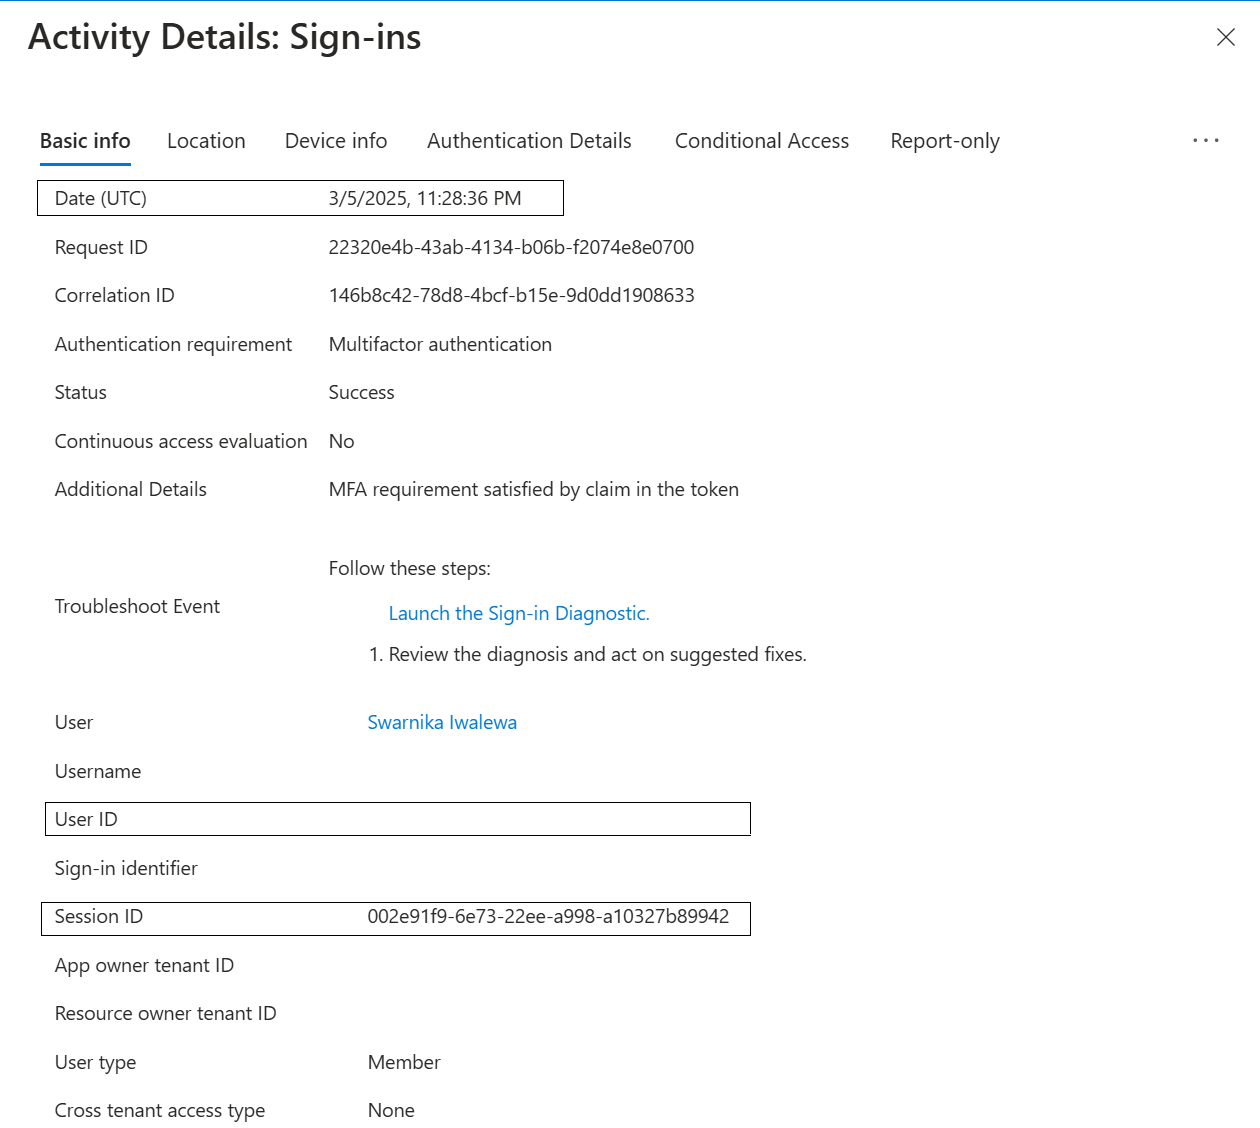 Activity Details: Sign-ins
Basic info Location Device info Authentication Details Conditional Access Report-only ...
Date (UTC) 3/5/2025, 11:28:36 PM
Request ID 22320e4b-43ab-4134-b06b-f2074e8e0700
Correlation ID 146b8c42-78d8-4bcf-b15e-9d0dd1908633
Authentication requirement Multifactor authentication
Status Success
Continuous access evaluation No
Additional Details MFA requirement satisfied by claim in the token
Follow these steps:
Troubleshoot Event
Launch the Sign-in Diagnostic.
1. Review the diagnosis and act on suggested fixes.
User Swarnika Iwalewa
Username
User ID
Sign-in identifier
Session ID 002e91f9-6e73-22ee-a998-a10327b89942
App owner tenant ID
Resource owner tenant ID
User type Member
Cross tenant access type None